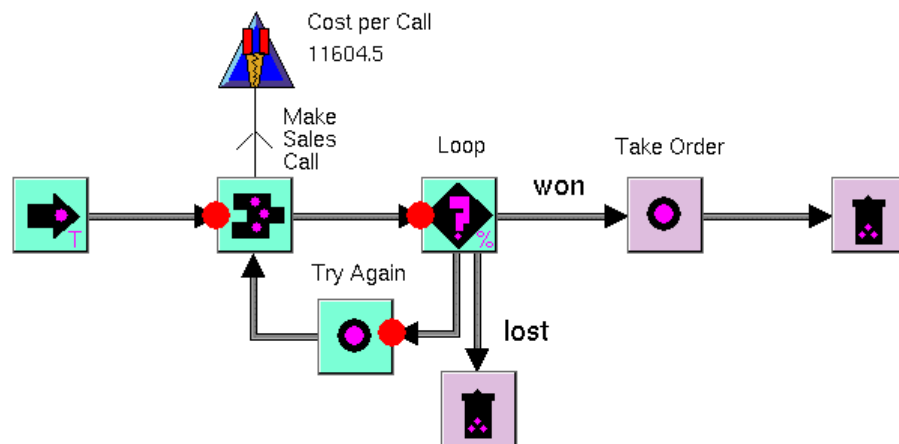 Cost per Call
11604.5
Make
Sales
Call
Loop
Take Order
won
T
?
%
Try Again
lost